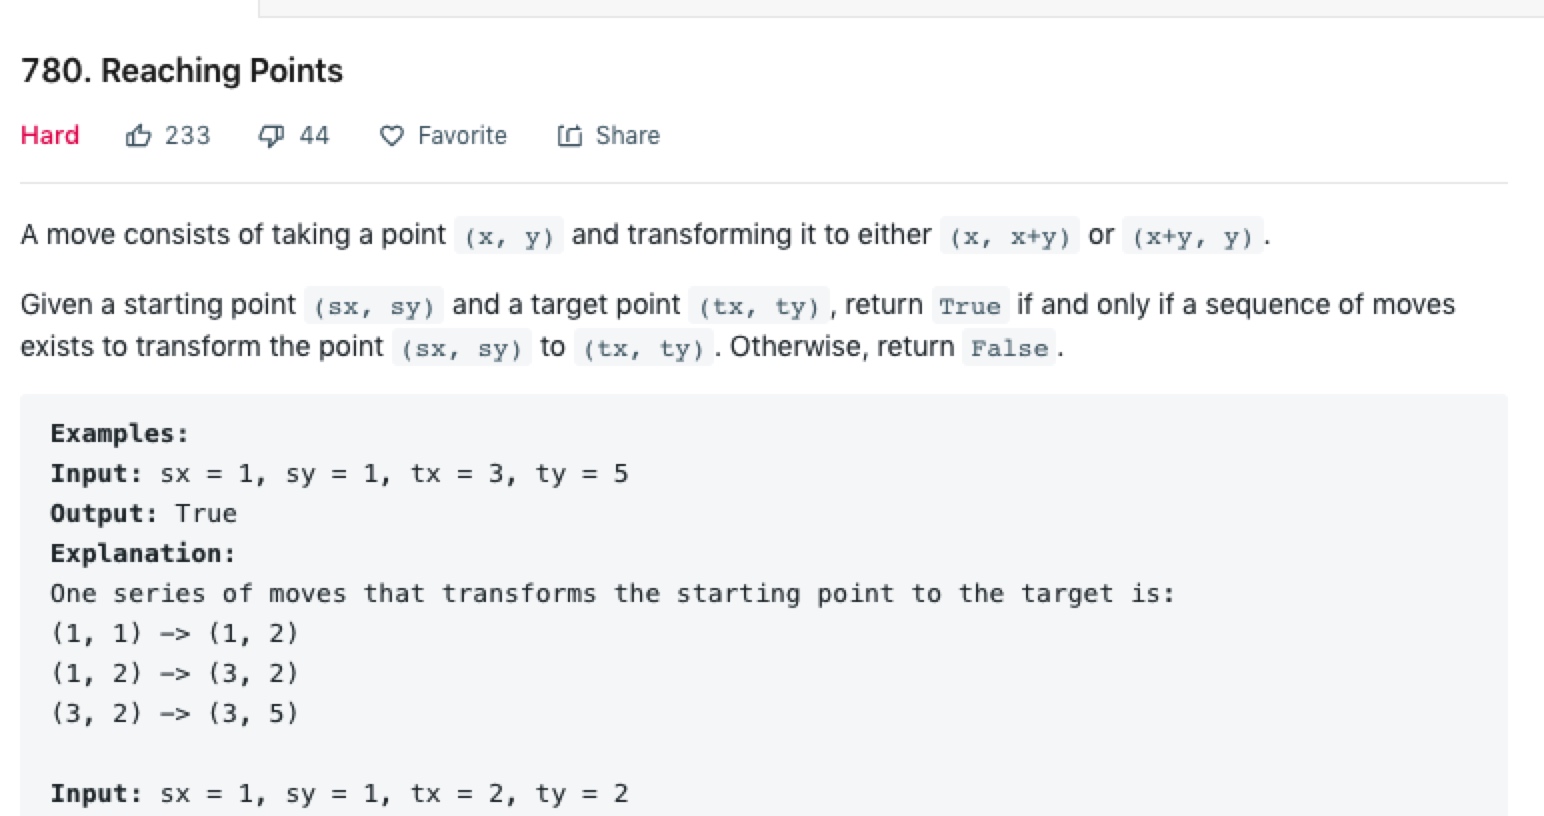 780. Reaching Points
Hard 233 44 Favorite Share
A move consists of taking a point (x, y) and transforming it to either (x, x+y) or (x+y, y).
Given a starting point (sx, sy) and a target point (tx, ty), return True if and only if a sequence of moves
exists to transform the point (sx, sy) to (tx, ty). Otherwise, return False.
Examples:
Input: sx = 1, sy = 1, tx = 3, ty = 5
Output: True
Explanation:
One series of moves that transforms the starting point to the target is:
(1, 1) -> (1, 2)
(1, 2) -> (3, 2)
(3, 2) -> (3, 5)
Input: sx = 1, sy = 1, tx = 2, ty = 2